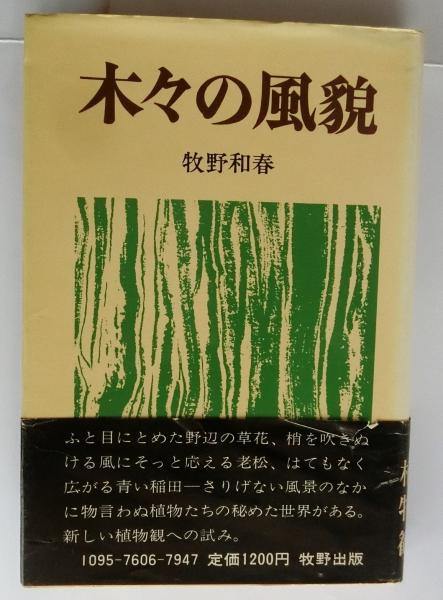 木々の風貌
牧野和春
ふと目にとめた野辺の草花、梢を吹きぬ
ける風にそっと応える老松、はてもなく
広がる青い稲田―さりげない風景のなか
に物言わぬ植物たちの秘めた世界がある。
新しい植物観への試み。
1095-7606-7947 定価1200円 牧野出版